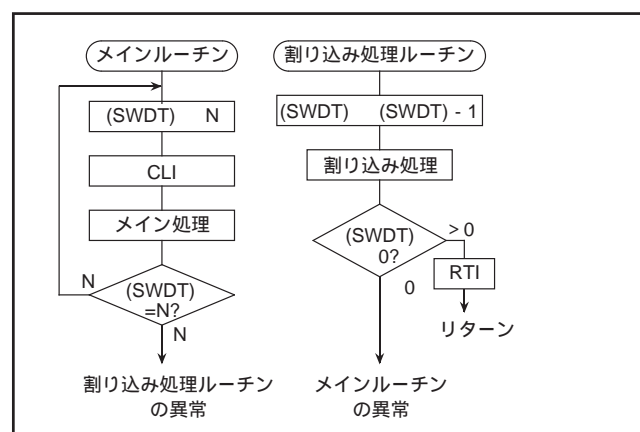 メインルーチン
(SWDT) N
CLI
メイン処理
(SWDT)
=N?
N
N
割り込み処理ルーチン
の異常
割り込み処理ルーチン
(SWDT) (SWDT) - 1
割り込み処理
(SWDT)
0?
> 0
RTI
リターン
0
メインルーチン
の異常